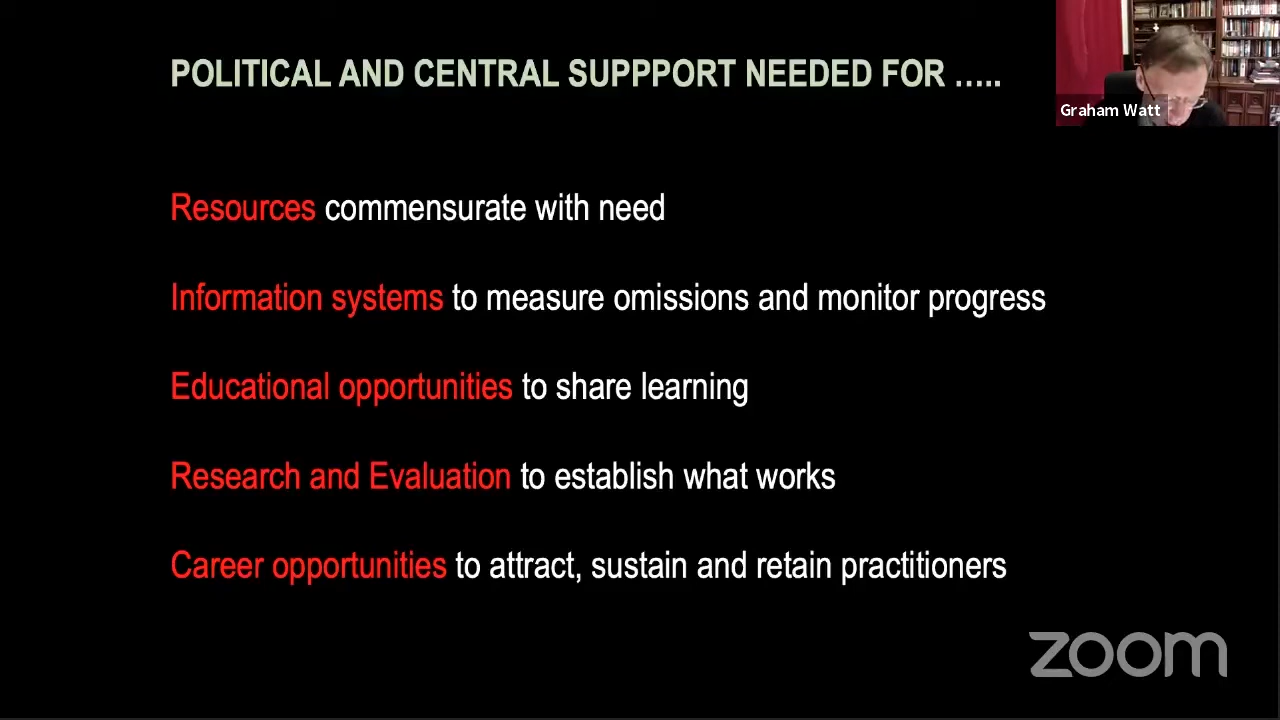 POLITICAL AND CENTRAL SUPPPORT NEEDED FOR …..
Graham Watt
Resources commensurate with need
Information systems to measure omissions and monitor progress
Educational opportunities to share learning
Research and Evaluation to establish what works
Career opportunities to attract, sustain and retain practitioners
zoom